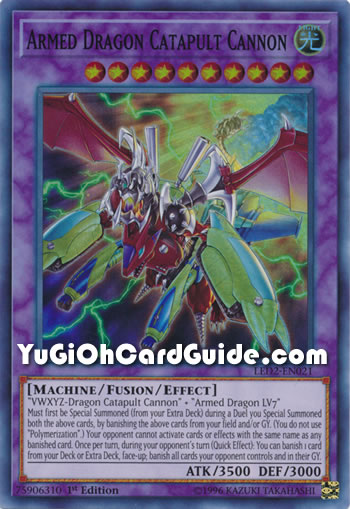 ARMED DRAGON CATAPULT CANNON
光
YuGiOhCardGuide.com
LED2-EN021
[MACHINE/FUSION/EFFECT]
"VWXYZ-Dragon Catapult Cannon" + "Armed Dragon LV7"
Must first be Special Summoned (from your Extra Deck) during a Duel you Special Summoned
both the above cards, by banishing the above cards from your field and/or GY. (You do not use
"Polymerization".) Your opponent cannot activate cards or effects with the same name as any
banished card. Once per turn, during your opponent's turn (Quick Effect): You can banish 1 card
from your Deck or Extra Deck, face-up; banish all cards your opponent controls and in their GY.
ATK/3500 DEF/3000
75906310 1st Edition ©1996 KAZUKI TAKAHASHI